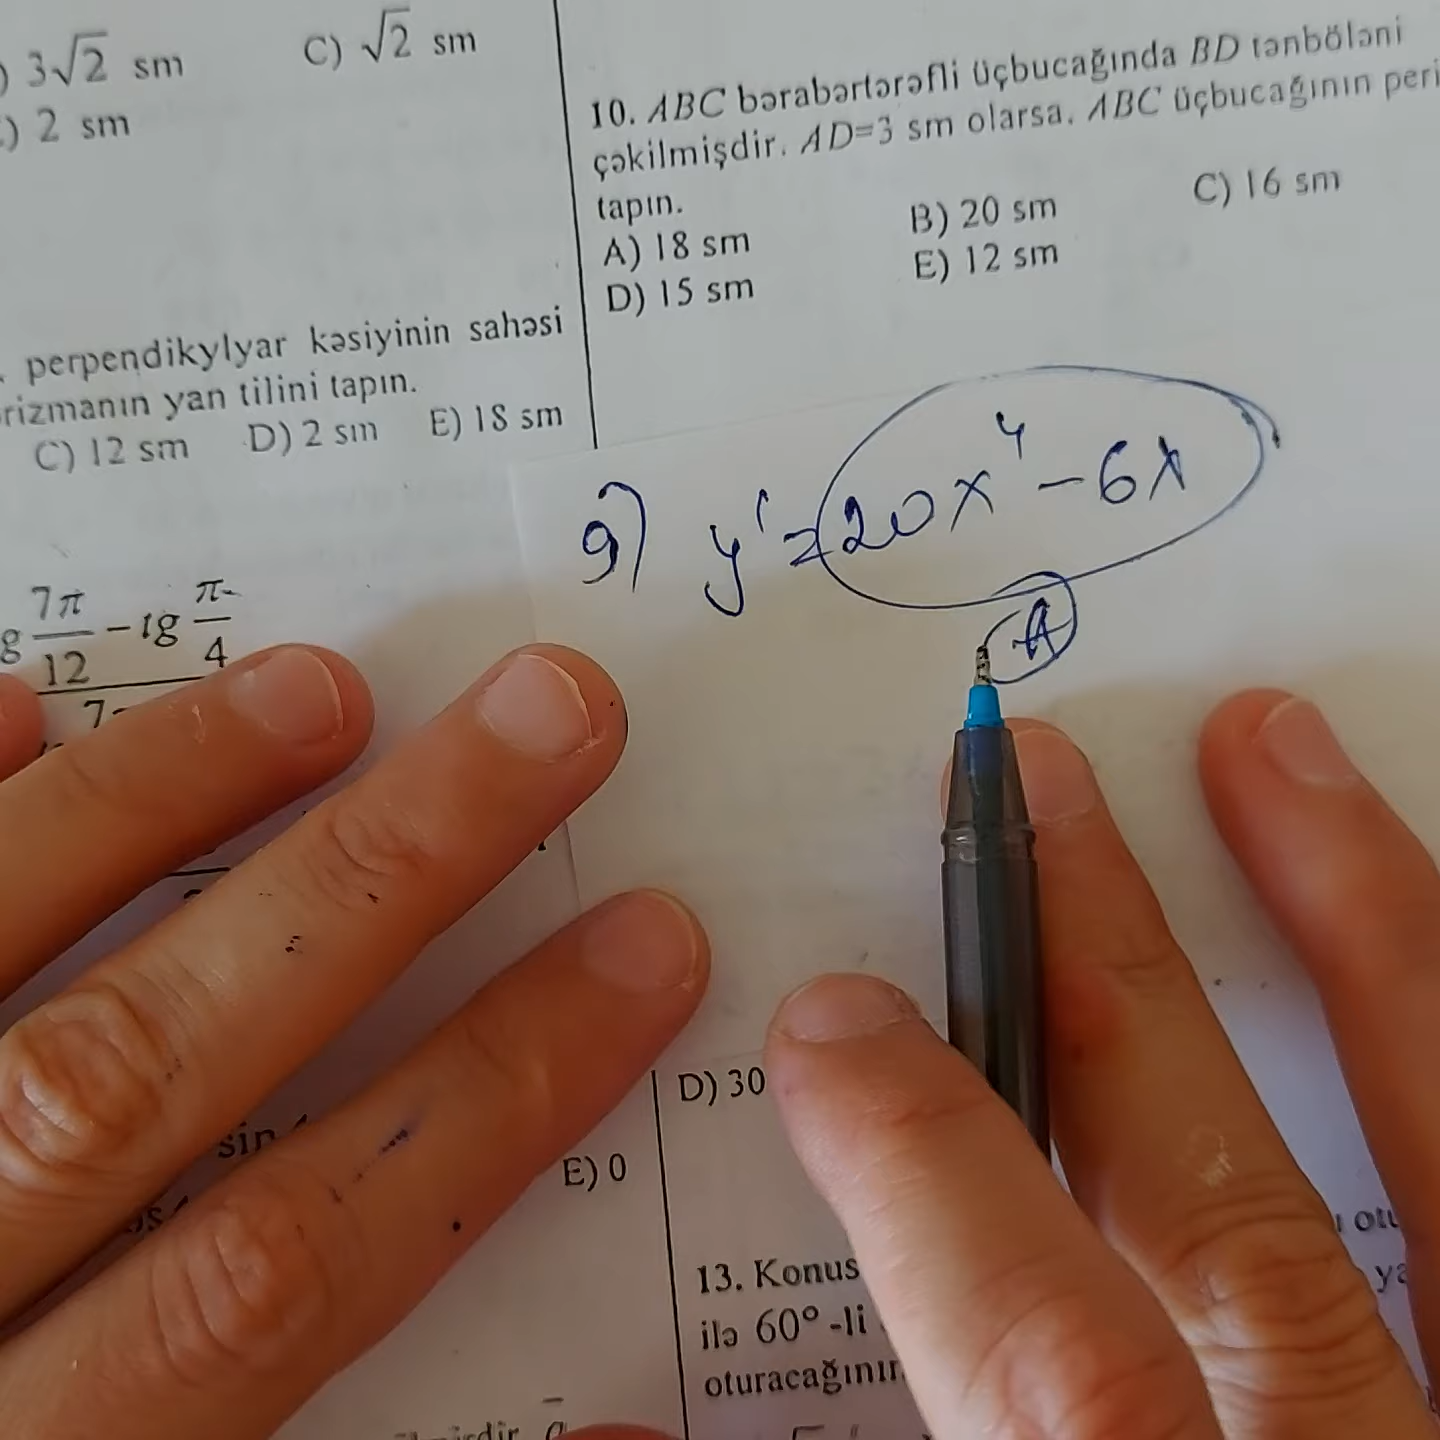 3√2 sm C) √2 sm
) 2 sm
perpendikylyar kəsiyinin sahəsi
rizmanın yan tilini tapın.
C) 12 sm D) 2 sm E) 18 sm
g 7π/12 − tg π/4
7
sin
E) 0
10. ABC bərabərtərəfli üçbucağında BD tənböləni
çəkilmişdir. AD=3 sm olarsa, ABC üçbucağının peri
tapın.
A) 18 sm B) 20 sm C) 16 sm
D) 15 sm E) 12 sm
9) y' = 20x⁴ − 6x
A
D) 30
13. Konus
ilə 60° -li
oturacağının